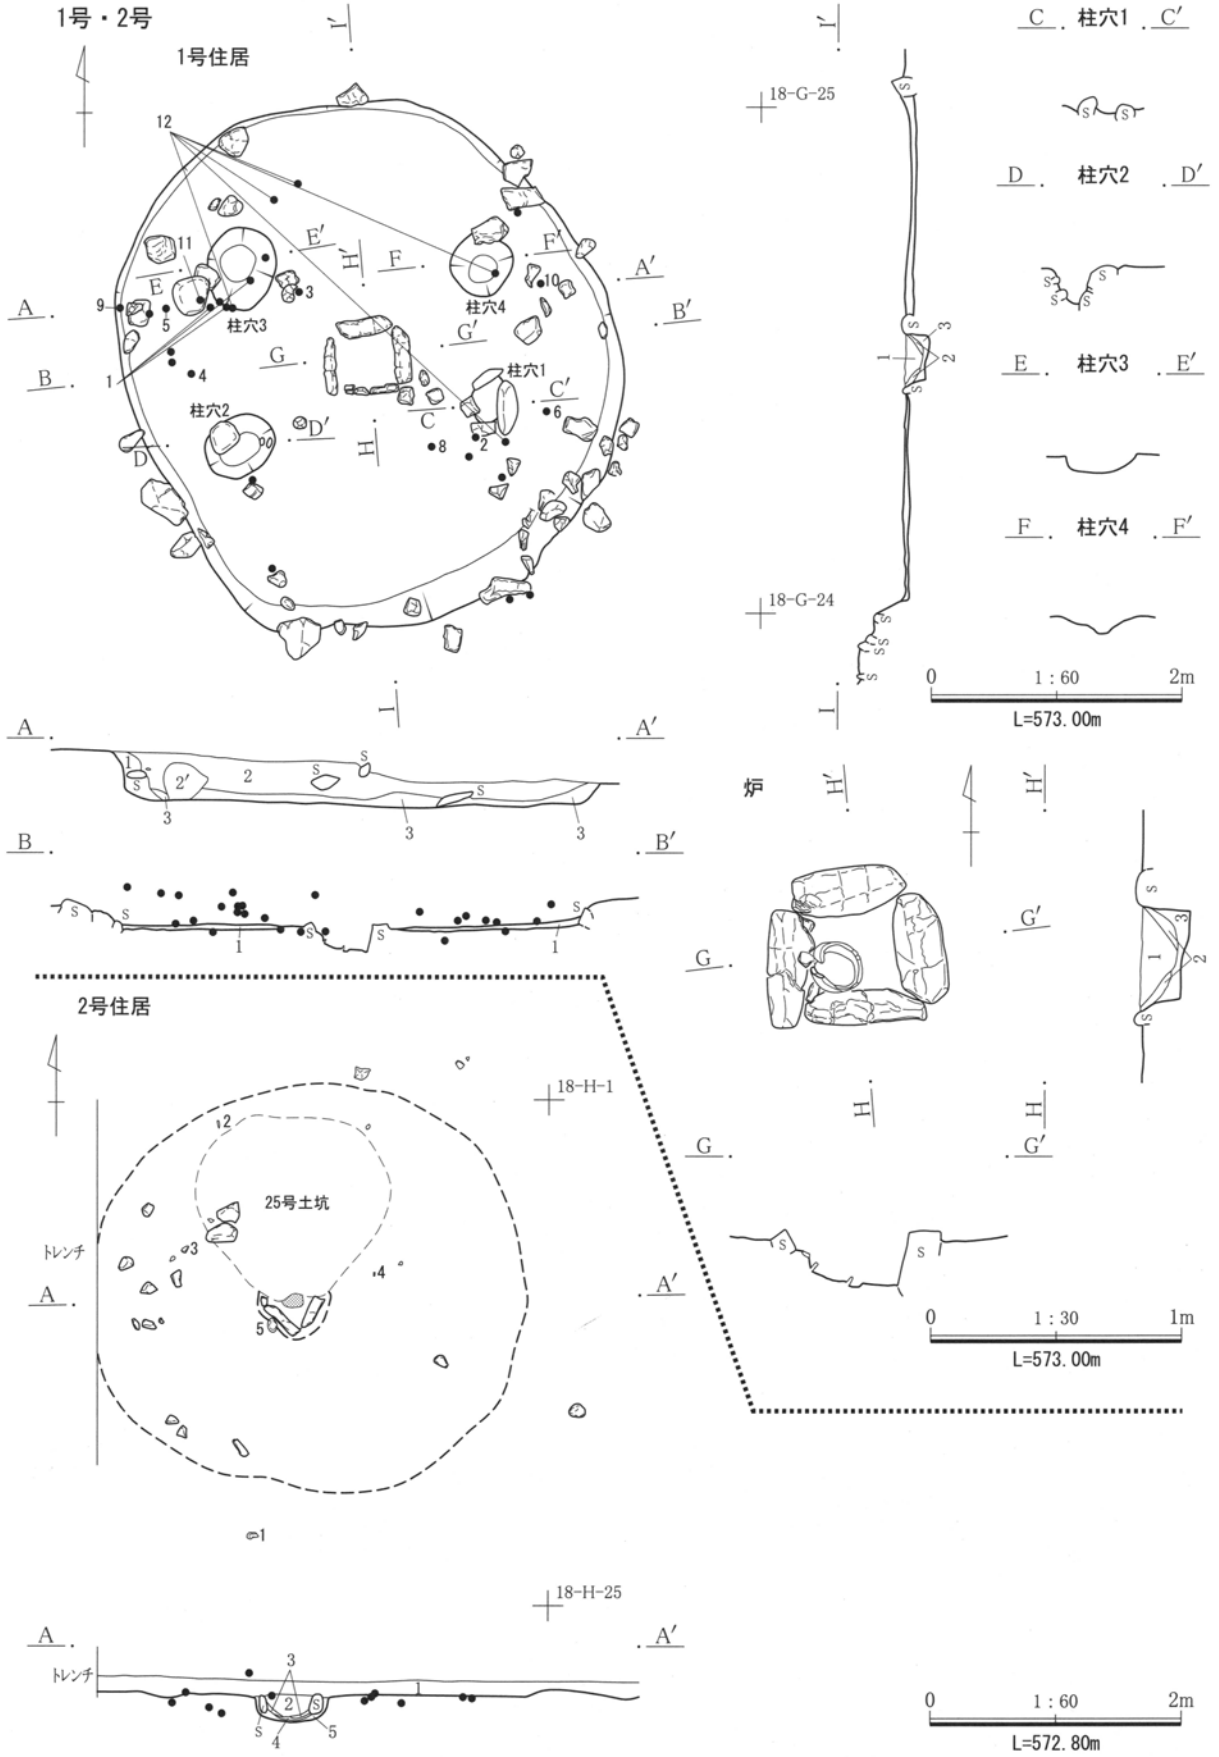 1号・2号
1号住居
I′
12
11
E
E′
H′
F
F′
A′
柱穴3
3
柱穴4
10
A
9
5
B′
G
G′
B
1
4
柱穴1
柱穴2
C
C′
6
D
D′
H
8
2
I
I′
18-G-25
S
S
3
1
2
S
18-G-24
S
S
S
S
I
C 柱穴1 C′
S S
D 柱穴2 D′
S
S
S
S
E 柱穴3 E′
F 柱穴4 F′
0 1:60 2m
L=573.00m
A A′
1 S
S
2′ 2 S S
3 3 3
B B′
S S S S S
1 1
炉
H′ H′
G G′
S
3
1
2
S
H H
G G′
S S
0 1:30 1m
L=573.00m
2号住居
18-H-1
2
25号土坑
トレンチ
3
4
A A′
5
1
18-H-25
A A′
トレンチ
3
1
2 S
S
4
5
0 1:60 2m
L=572.80m